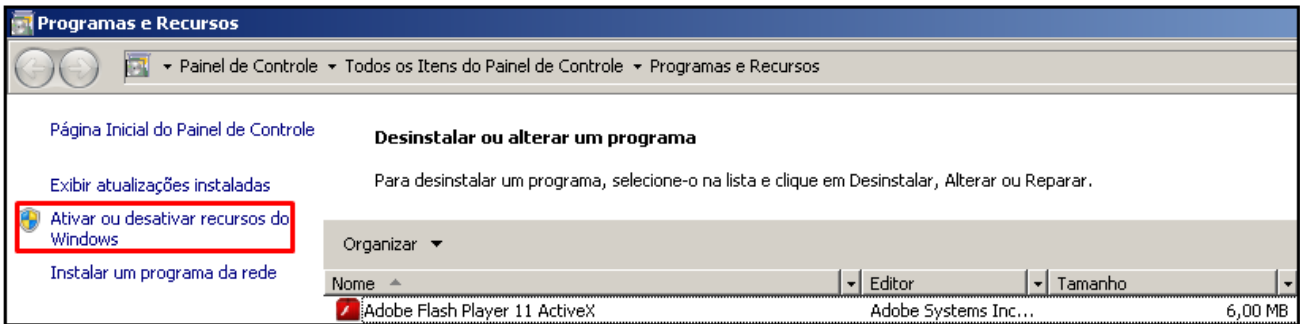 Programas e Recursos
Painel de Controle Todos os Itens do Painel de Controle Programas e Recursos
Página Inicial do Painel de Controle
Exibir atualizações instaladas
Ativar ou desativar recursos do
Windows
Instalar um programa da rede
Desinstalar ou alterar um programa
Para desinstalar um programa, selecione-o na lista e clique em Desinstalar, Alterar ou Reparar.
Organizar
Nome Editor Tamanho
Adobe Flash Player 11 ActiveX Adobe Systems Inc... 6,00 MB